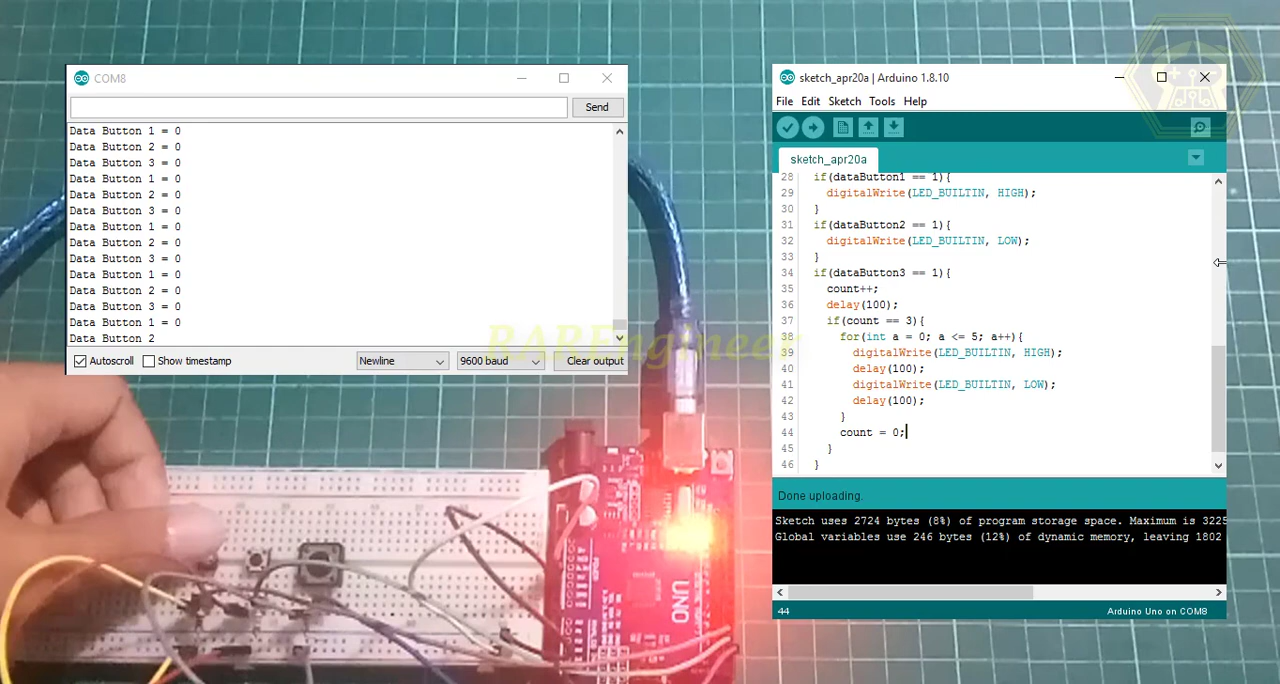 COM8
Send
Data Button 1 = 0
Data Button 2 = 0
Data Button 3 = 0
Data Button 1 = 0
Data Button 2 = 0
Data Button 3 = 0
Data Button 1 = 0
Data Button 2 = 0
Data Button 3 = 0
Data Button 1 = 0
Data Button 2 = 0
Data Button 3 = 0
Data Button 1 = 0
Data Button 2
Autoscroll Show timestamp Newline 9600 baud Clear output
RAREngineer
UNO
sketch_apr20a | Arduino 1.8.10
File Edit Sketch Tools Help
sketch_apr20a
28 if(dataButton1 == 1){
29 digitalWrite(LED_BUILTIN, HIGH);
30 }
31 if(dataButton2 == 1){
32 digitalWrite(LED_BUILTIN, LOW);
33 }
34 if(dataButton3 == 1){
35 count++;
36 delay(100);
37 if(count == 3){
38 for(int a = 0; a <= 5; a++){
39 digitalWrite(LED_BUILTIN, HIGH);
40 delay(100);
41 digitalWrite(LED_BUILTIN, LOW);
42 delay(100);
43 }
44 count = 0;
45 }
46 }
Done uploading.
Sketch uses 2724 bytes (8%) of program storage space. Maximum is 3225
Global variables use 246 bytes (12%) of dynamic memory, leaving 1802
44 Arduino Uno on COM8